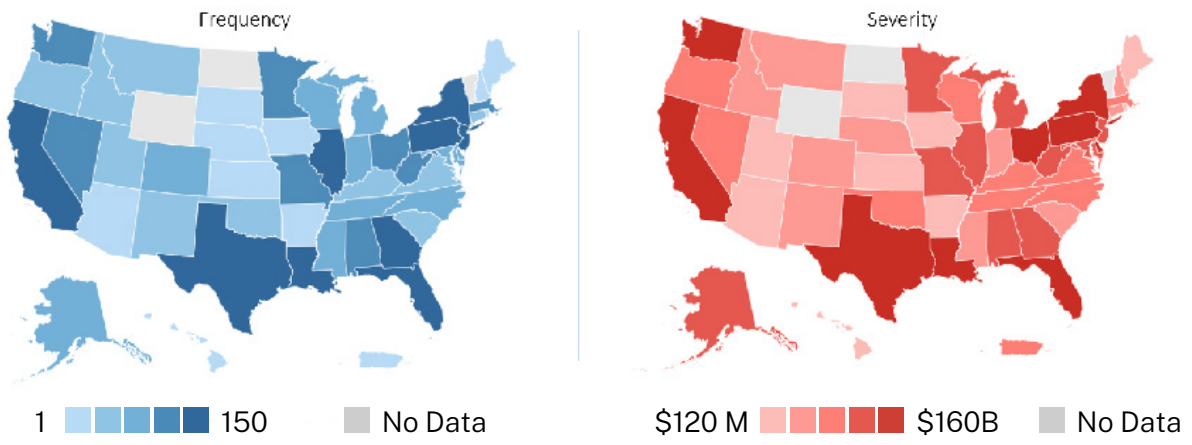 Frequency
Severity
1 150 No Data
$120 M $160B No Data